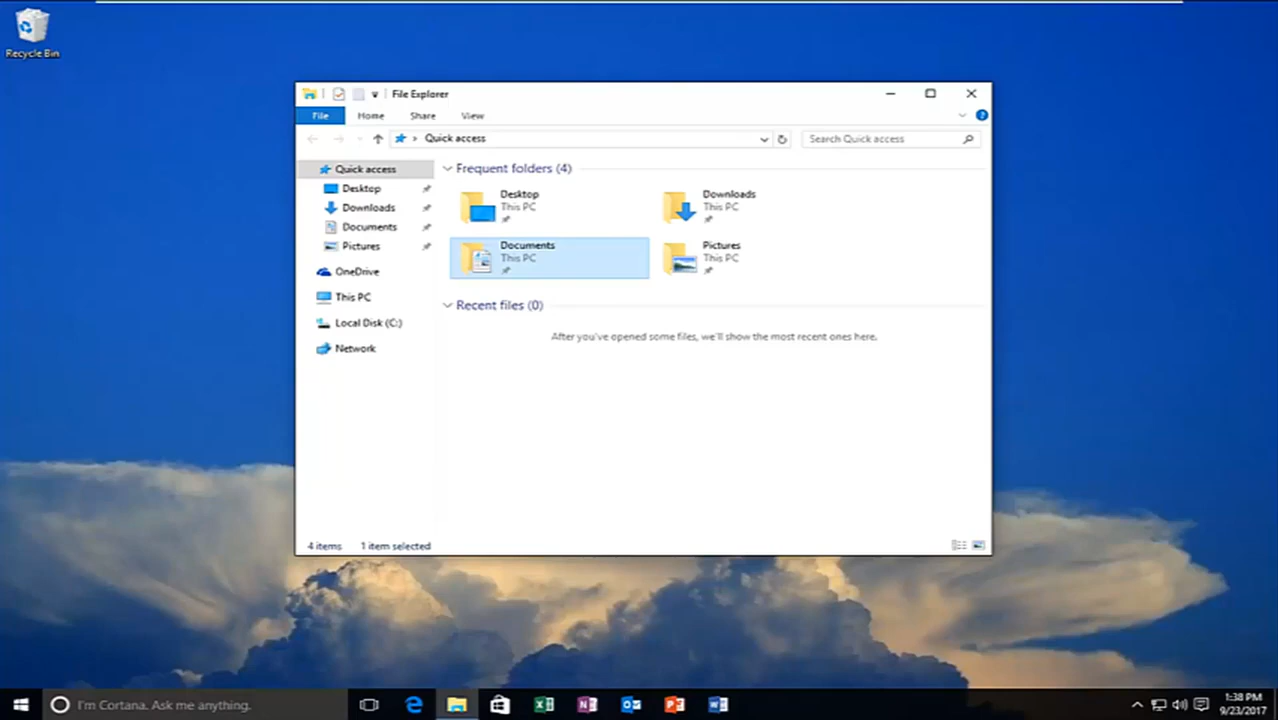 Recycle Bin
File Explorer
File Home Share View
Quick access
Search Quick access
Quick access
Desktop
Downloads
Documents
Pictures
OneDrive
This PC
Local Disk (C:)
Network
Frequent folders (4)
Desktop
This PC
Downloads
This PC
Documents
This PC
Pictures
This PC
Recent files (0)
After you've opened some files, we'll show the most recent ones here.
4 items 1 item selected
I'm Cortana. Ask me anything.
1:38 PM
9/23/2017